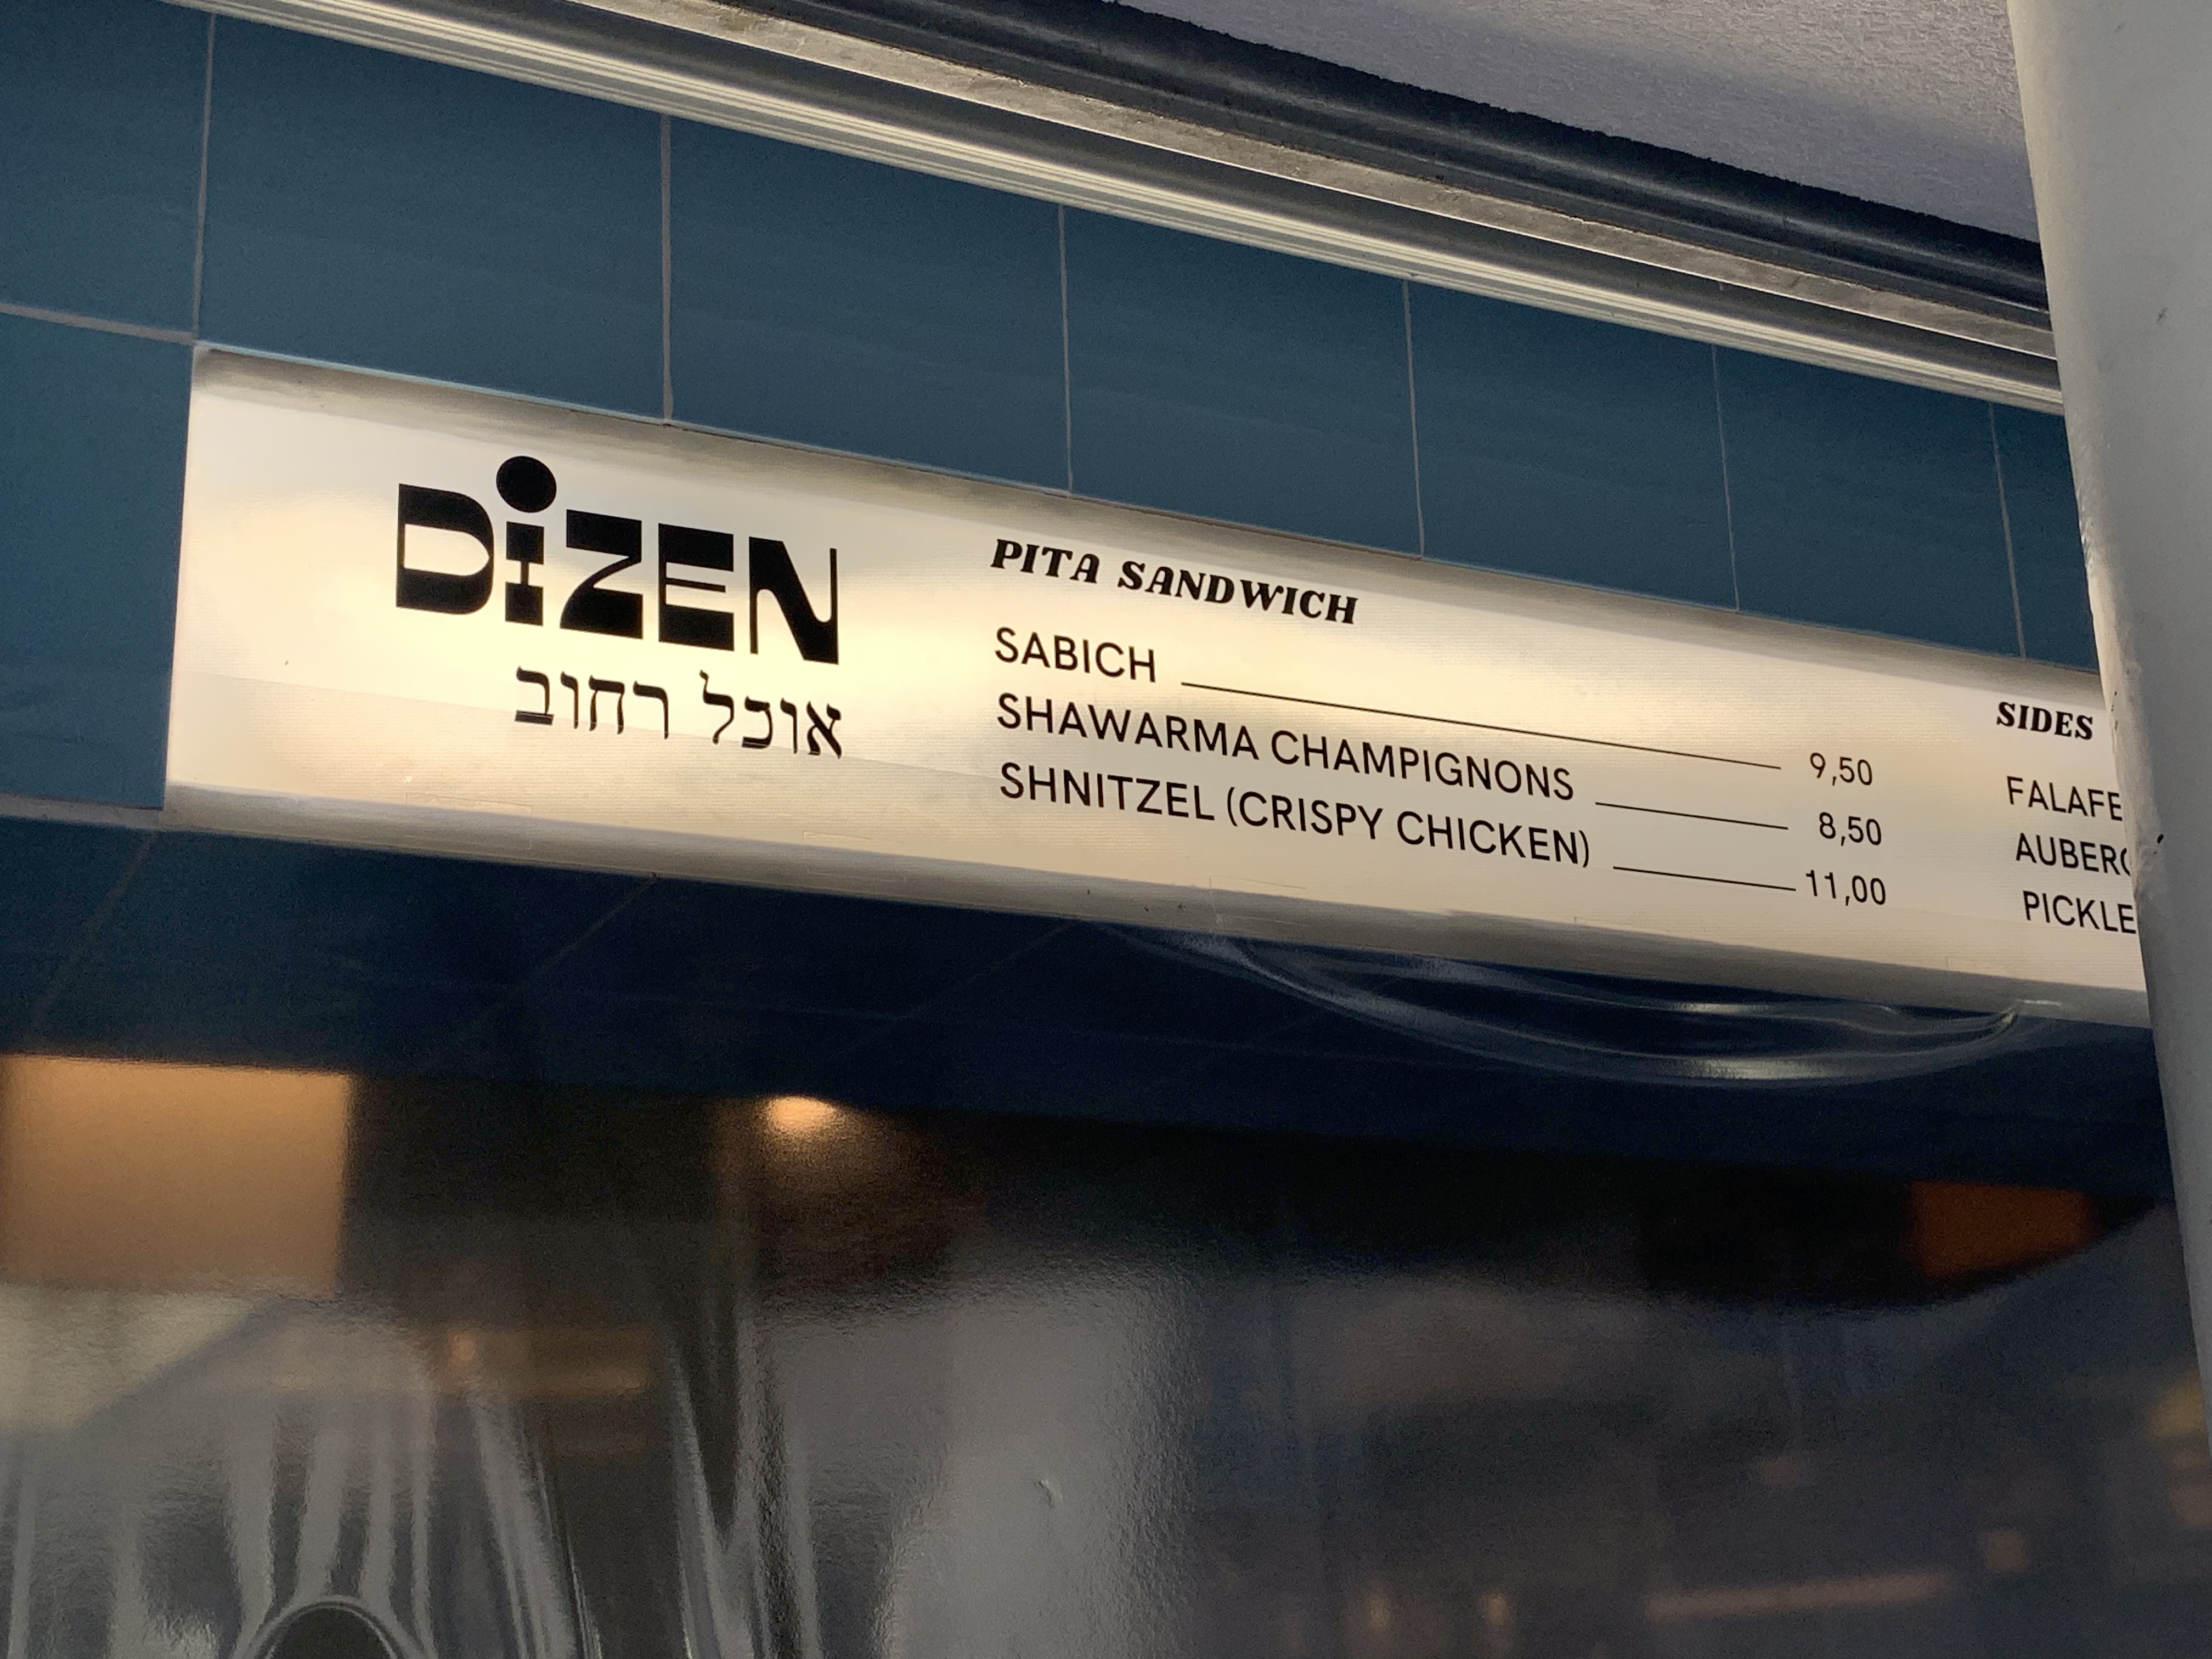 DiZEN
אוכל רחוב
PITA SANDWICH
SABICH 9,50
SHAWARMA CHAMPIGNONS 8,50
SHNITZEL (CRISPY CHICKEN) 11,00
SIDES